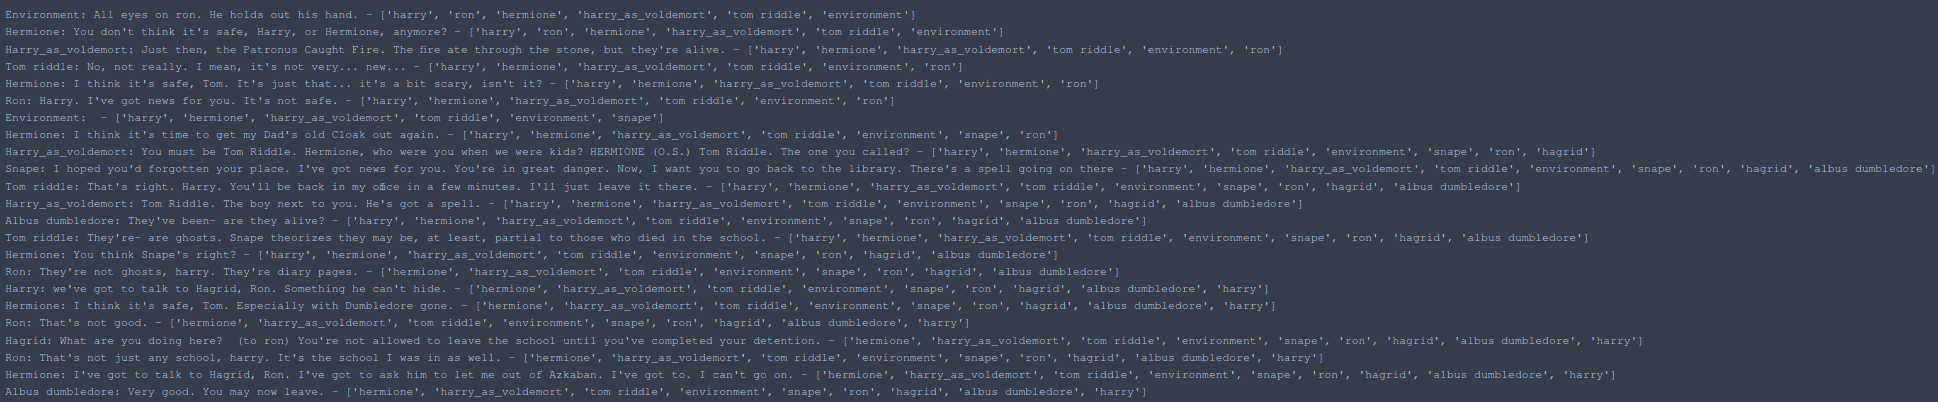 Environment: All eyes on ron. He holds out his hand. - ['harry', 'ron', 'hermione', 'harry_as_voldemort', 'tom riddle', 'environment']
Hermione: You don't think it's safe, Harry, or Hermione, anymore? - ['harry', 'ron', 'hermione', 'harry_as_voldemort', 'tom riddle', 'environment']
Harry_as_voldemort: Just then, the Patronus Caught Fire. The fire ate through the stone, but they're alive. - ['harry', 'hermione', 'harry_as_voldemort', 'tom riddle', 'environment', 'ron']
Tom riddle: No, not really. I mean, it's not very... new... - ['harry', 'hermione', 'harry_as_voldemort', 'tom riddle', 'environment', 'ron']
Hermione: I think it's safe, Tom. It's just that... it's a bit scary, isn't it? - ['harry', 'hermione', 'harry_as_voldemort', 'tom riddle', 'environment', 'ron']
Ron: Harry. I've got news for you. It's not safe. - ['harry', 'hermione', 'harry_as_voldemort', 'tom riddle', 'environment', 'ron']
Environment:  - ['harry', 'hermione', 'harry_as_voldemort', 'tom riddle', 'environment', 'snape']
Hermione: I think it's time to get my Dad's old Cloak out again. - ['harry', 'hermione', 'harry_as_voldemort', 'tom riddle', 'environment', 'snape', 'ron']
Harry_as_voldemort: You must be Tom Riddle. Hermione, who were you when we were kids? HERMIONE (O.S.) Tom Riddle. The one you called? - ['harry', 'hermione', 'harry_as_voldemort', 'tom riddle', 'environment', 'snape', 'ron', 'hagrid']
Snape: I hoped you'd forgotten your place. I've got news for you. You're in great danger. Now, I want you to go back to the library. There's a spell going on there - ['harry', 'hermione', 'harry_as_voldemort', 'tom riddle', 'environment', 'snape', 'ron', 'hagrid', 'albus dumbledore']
Tom riddle: That's right. Harry. You'll be back in my office in a few minutes. I'll just leave it there. - ['harry', 'hermione', 'harry_as_voldemort', 'tom riddle', 'environment', 'snape', 'ron', 'hagrid', 'albus dumbledore']
Harry_as_voldemort: Tom Riddle. The boy next to you. He's got a spell. - ['harry', 'hermione', 'harry_as_voldemort', 'tom riddle', 'environment', 'snape', 'ron', 'hagrid', 'albus dumbledore']
Albus dumbledore: They've been- are they alive? - ['harry', 'hermione', 'harry_as_voldemort', 'tom riddle', 'environment', 'snape', 'ron', 'hagrid', 'albus dumbledore']
Tom riddle: They're- are ghosts. Snape theorizes they may be, at least, partial to those who died in the school. - ['harry', 'hermione', 'harry_as_voldemort', 'tom riddle', 'environment', 'snape', 'ron', 'hagrid', 'albus dumbledore']
Hermione: You think Snape's right? - ['harry', 'hermione', 'harry_as_voldemort', 'tom riddle', 'environment', 'snape', 'ron', 'hagrid', 'albus dumbledore']
Ron: They're not ghosts, harry. They're diary pages. - ['hermione', 'harry_as_voldemort', 'tom riddle', 'environment', 'snape', 'ron', 'hagrid', 'albus dumbledore']
Harry: we've got to talk to Hagrid, Ron. Something he can't hide. - ['hermione', 'harry_as_voldemort', 'tom riddle', 'environment', 'snape', 'ron', 'hagrid', 'albus dumbledore', 'harry']
Hermione: I think it's safe, Tom. Especially with Dumbledore gone. - ['hermione', 'harry_as_voldemort', 'tom riddle', 'environment', 'snape', 'ron', 'hagrid', 'albus dumbledore', 'harry']
Ron: That's not good. - ['hermione', 'harry_as_voldemort', 'tom riddle', 'environment', 'snape', 'ron', 'hagrid', 'albus dumbledore', 'harry']
Hagrid: What are you doing here?  (to ron) You're not allowed to leave the school until you've completed your detention. - ['hermione', 'harry_as_voldemort', 'tom riddle', 'environment', 'snape', 'ron', 'hagrid', 'albus dumbledore', 'harry']
Ron: That's not just any school, harry. It's the school I was in as well. - ['hermione', 'harry_as_voldemort', 'tom riddle', 'environment', 'snape', 'ron', 'hagrid', 'albus dumbledore', 'harry']
Hermione: I've got to talk to Hagrid, Ron. I've got to ask him to let me out of Azkaban. I've got to. I can't go on. - ['hermione', 'harry_as_voldemort', 'tom riddle', 'environment', 'snape', 'ron', 'hagrid', 'albus dumbledore', 'harry']
Albus dumbledore: Very good. You may now leave. - ['hermione', 'harry_as_voldemort', 'tom riddle', 'environment', 'snape', 'ron', 'hagrid', 'albus dumbledore', 'harry']